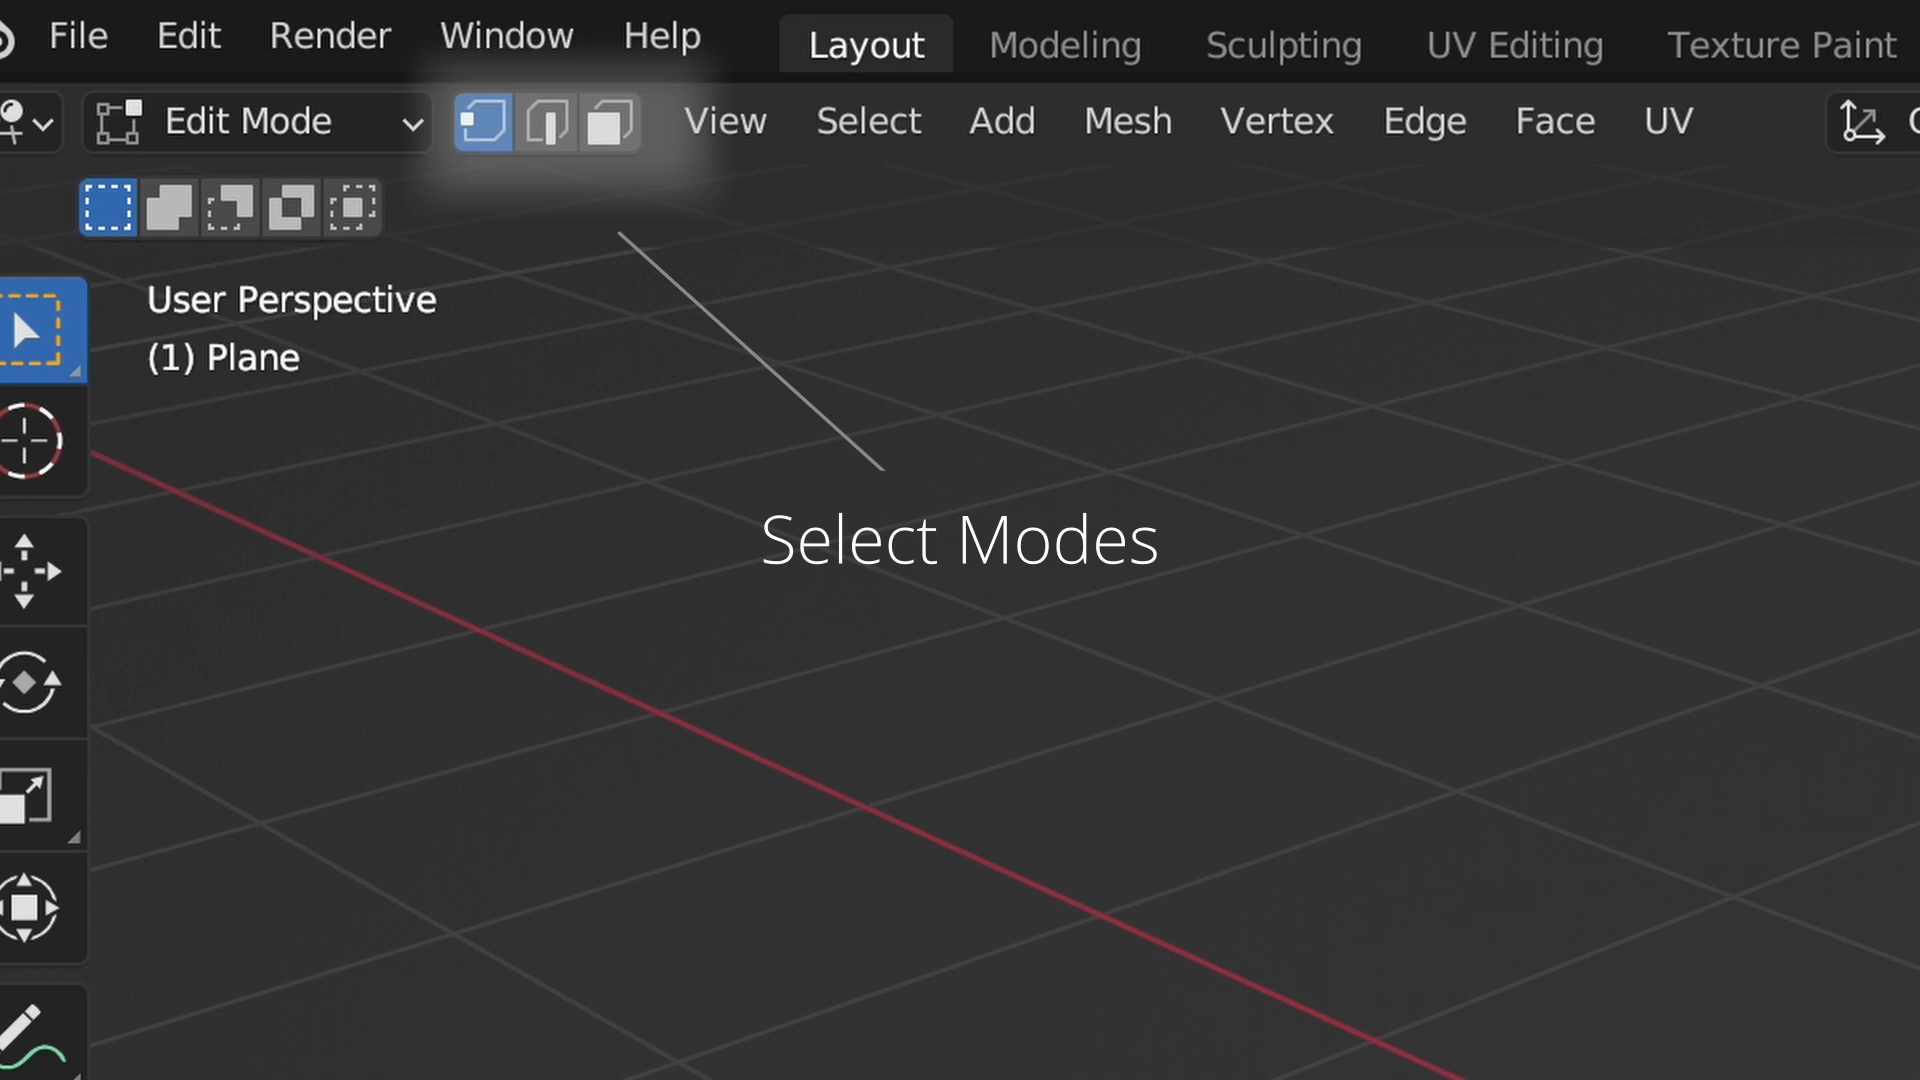 File Edit Render Window Help Layout Modeling Sculpting UV Editing Texture Paint
Edit Mode View Select Add Mesh Vertex Edge Face UV
User Perspective
(1) Plane
Select Modes